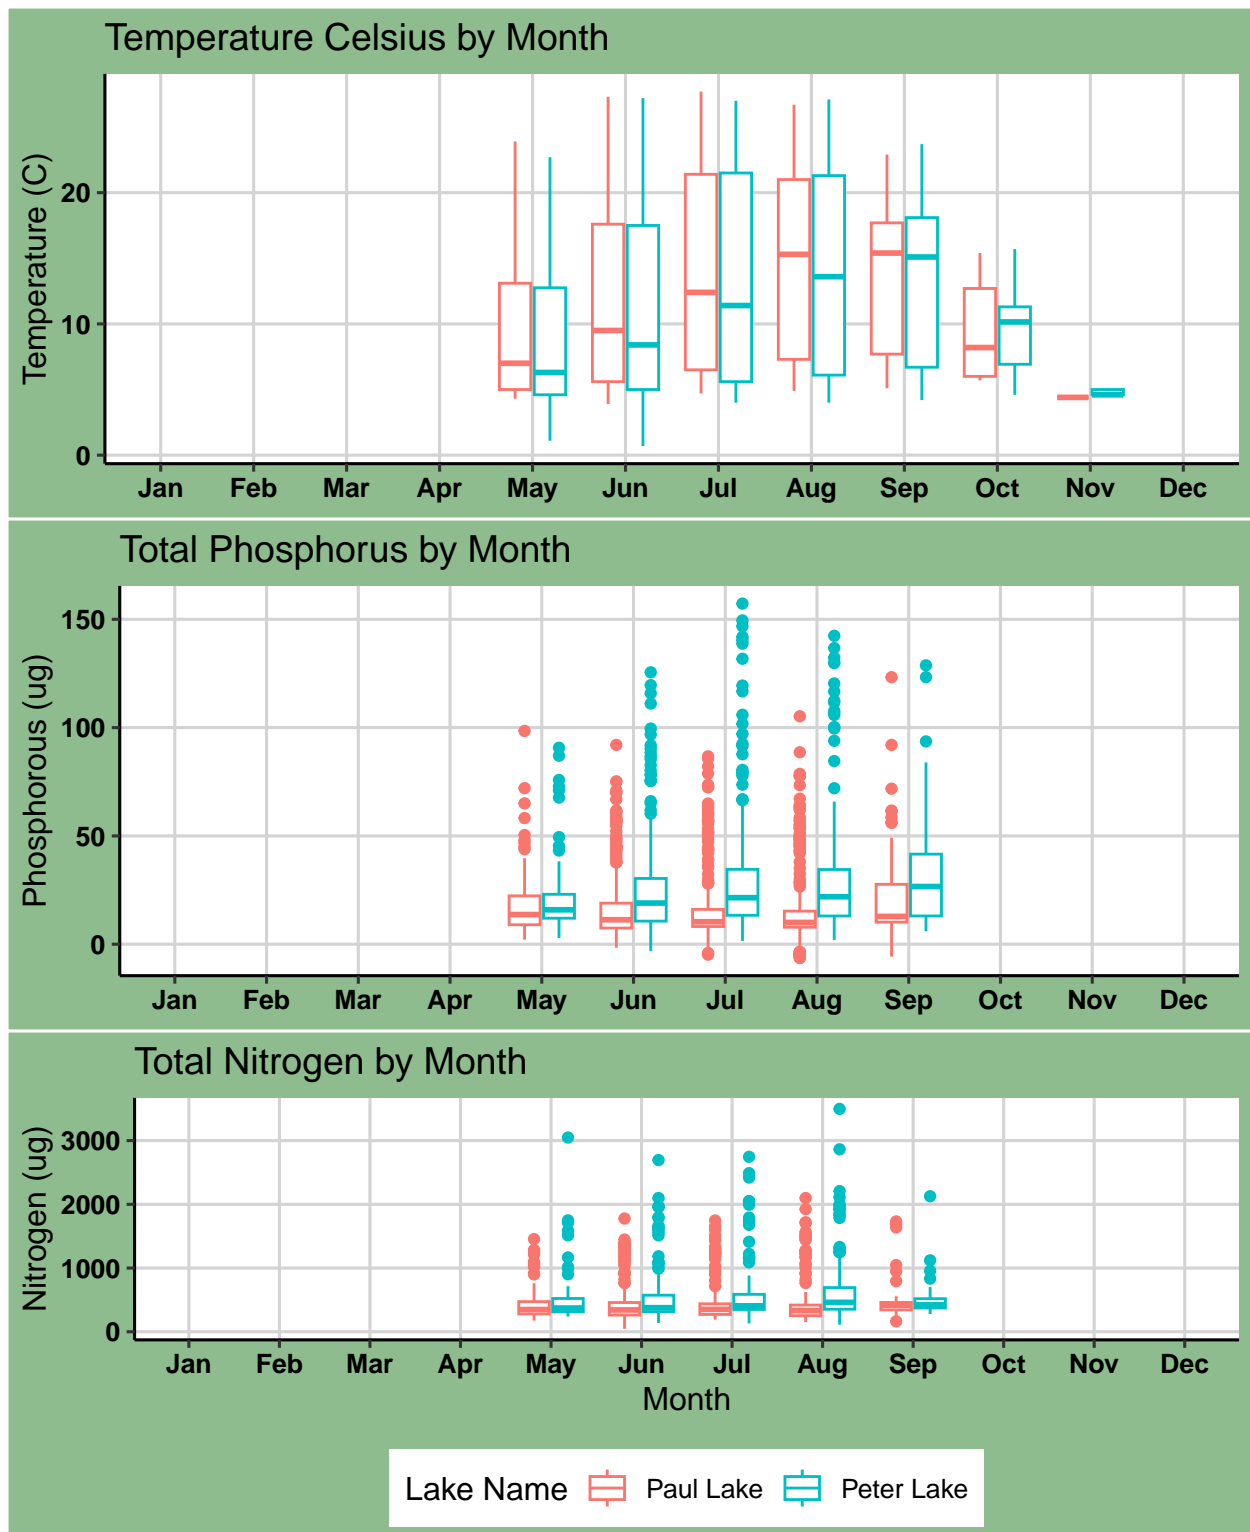 Temperature Celsius by Month
Temperature (C)
20
10
0
Jan Feb Mar Apr May Jun Jul Aug Sep Oct Nov Dec
Total Phosphorus by Month
Phosphorous (ug)
150
100
50
0
Jan Feb Mar Apr May Jun Jul Aug Sep Oct Nov Dec
Total Nitrogen by Month
Nitrogen (ug)
3000
2000
1000
0
Jan Feb Mar Apr May Jun Jul Aug Sep Oct Nov Dec
Month
Lake Name Paul Lake Peter Lake